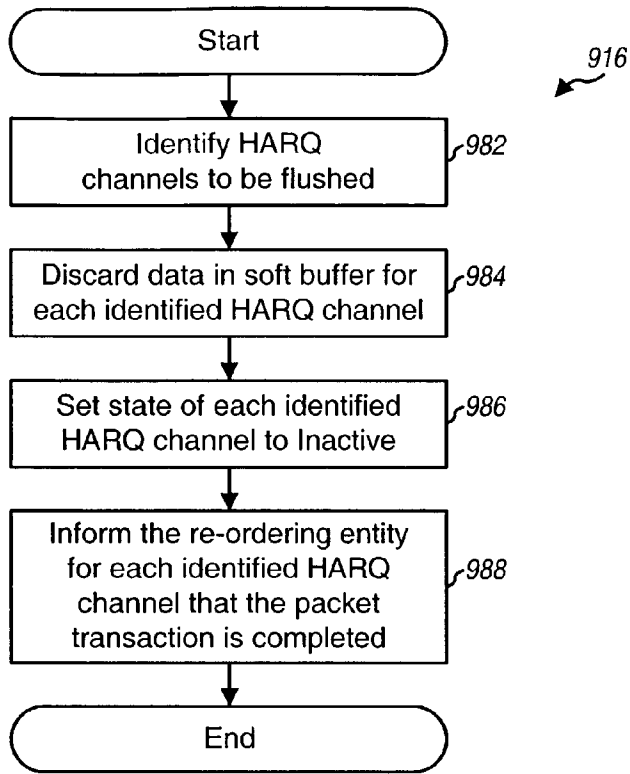 Start
916
Identify HARQ
channels to be flushed
982
Discard data in soft buffer for
each identified HARQ channel
984
Set state of each identified
HARQ channel to Inactive
986
Inform the re-ordering entity
for each identified HARQ
channel that the packet
transaction is completed
988
End